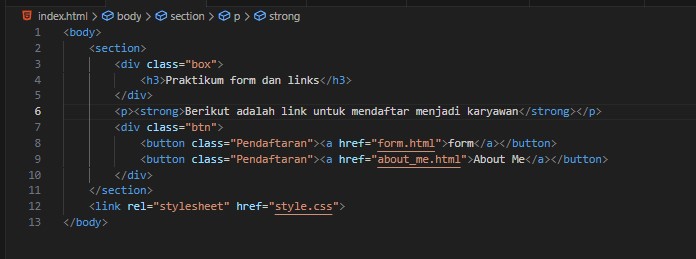 index.html > body > section > p > strong
1 <body>
2     <section>
3         <div class="box">
4             <h3>Praktikum form dan links</h3>
5         </div>
6         <p><strong>Berikut adalah link untuk mendaftar menjadi karyawan</strong></p>
7         <div class="btn">
8             <button class="Pendaftaran"><a href="form.html">form</a></button>
9             <button class="Pendaftaran"><a href="about_me.html">About Me</a></button>
10         </div>
11     </section>
12     <link rel="stylesheet" href="style.css">
13 </body>